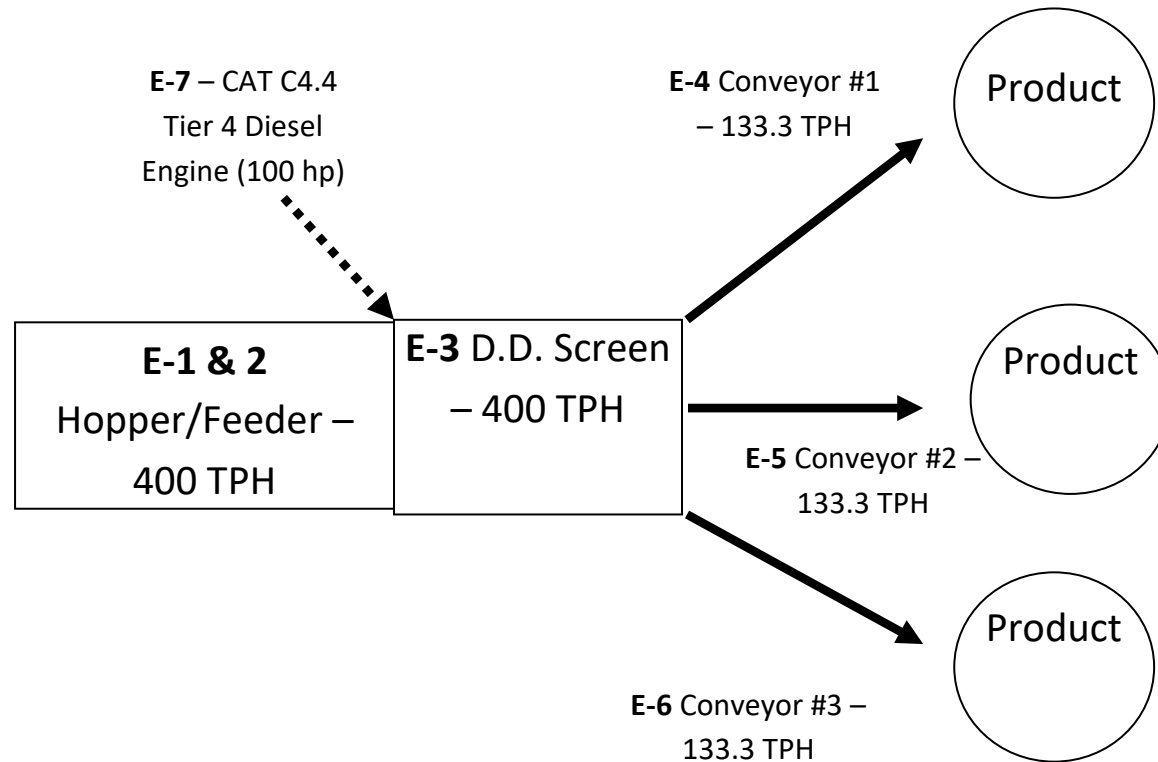 E-7 – CAT C4.4
Tier 4 Diesel
Engine (100 hp)
E-4 Conveyor #1
– 133.3 TPH
Product
E-1 & 2
Hopper/Feeder –
400 TPH
E-3 D.D. Screen
– 400 TPH
Product
E-5 Conveyor #2 –
133.3 TPH
Product
E-6 Conveyor #3 –
133.3 TPH